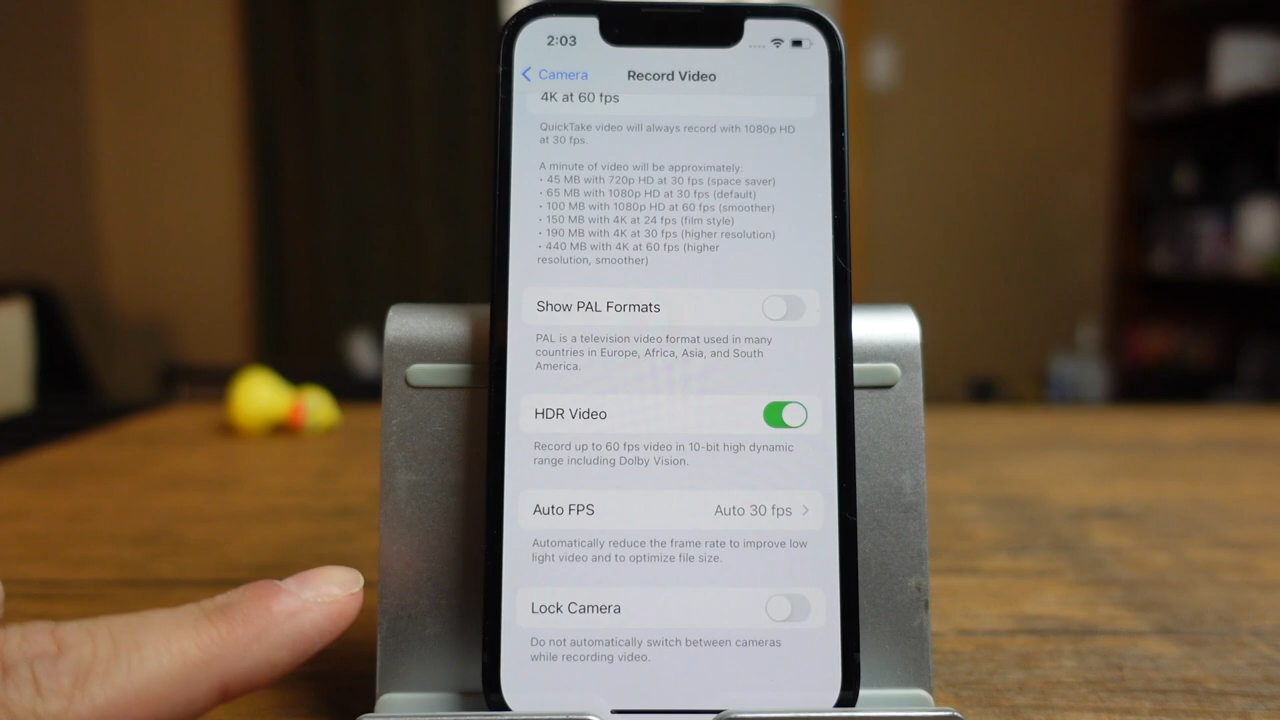 2:03
Camera
Record Video
4K at 60 fps
QuickTake video will always record with 1080p HD
at 30 fps.
A minute of video will be approximately:
• 45 MB with 720p HD at 30 fps (space saver)
• 65 MB with 1080p HD at 30 fps (default)
• 100 MB with 1080p HD at 60 fps (smoother)
• 150 MB with 4K at 24 fps (film style)
• 190 MB with 4K at 30 fps (higher resolution)
• 440 MB with 4K at 60 fps (higher
resolution, smoother)
Show PAL Formats
PAL is a television video format used in many
countries in Europe, Africa, Asia, and South
America.
HDR Video
Record up to 60 fps video in 10-bit high dynamic
range including Dolby Vision.
Auto FPS
Auto 30 fps
Automatically reduce the frame rate to improve low
light video and to optimize file size.
Lock Camera
Do not automatically switch between cameras
while recording video.